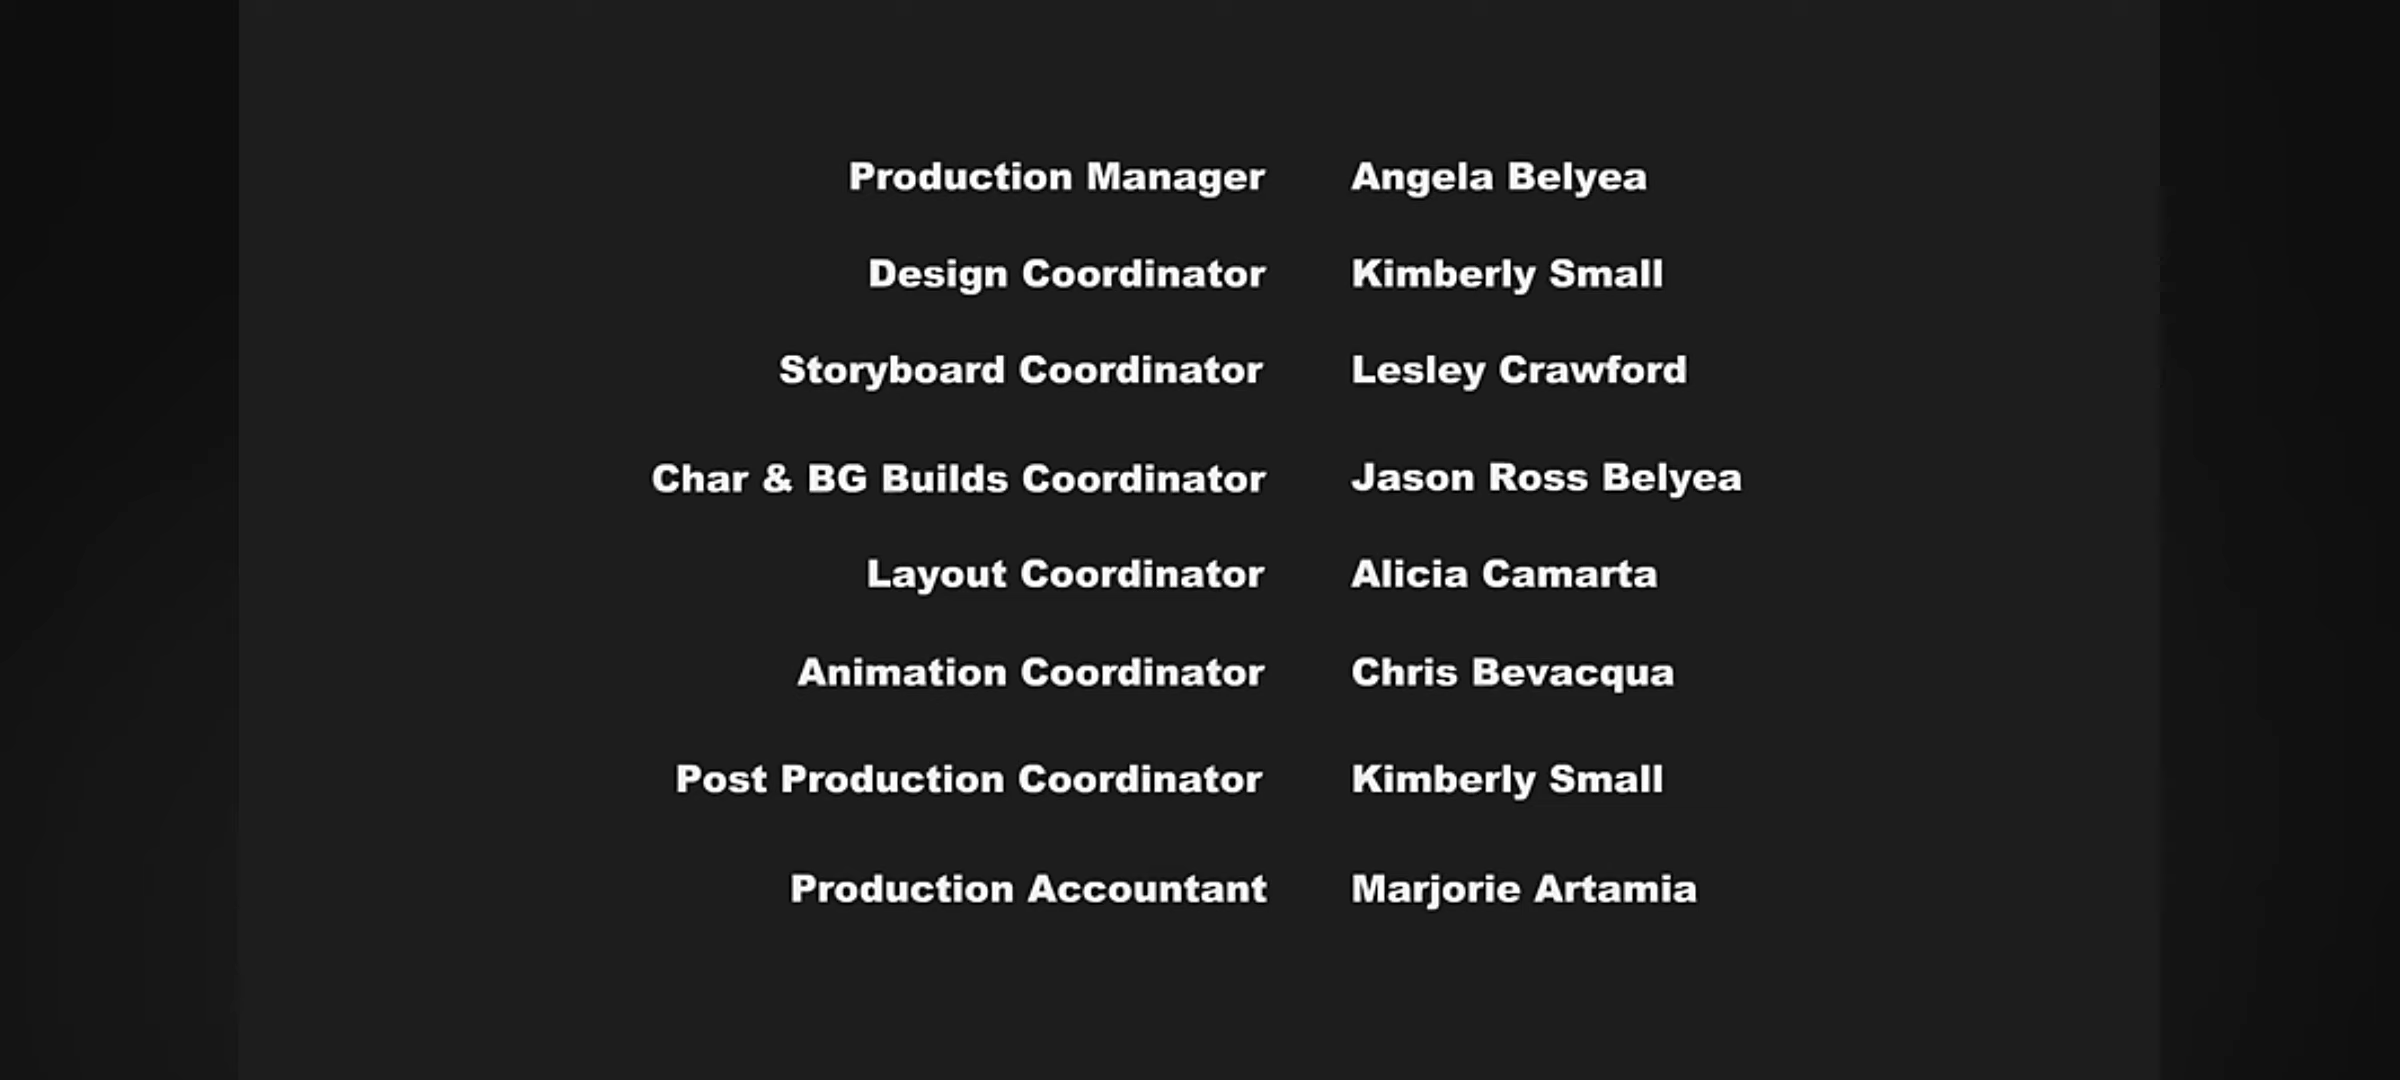 Production Manager Angela Belyea
Design Coordinator Kimberly Small
Storyboard Coordinator Lesley Crawford
Char & BG Builds Coordinator Jason Ross Belyea
Layout Coordinator Alicia Camarta
Animation Coordinator Chris Bevacqua
Post Production Coordinator Kimberly Small
Production Accountant Marjorie Artamia